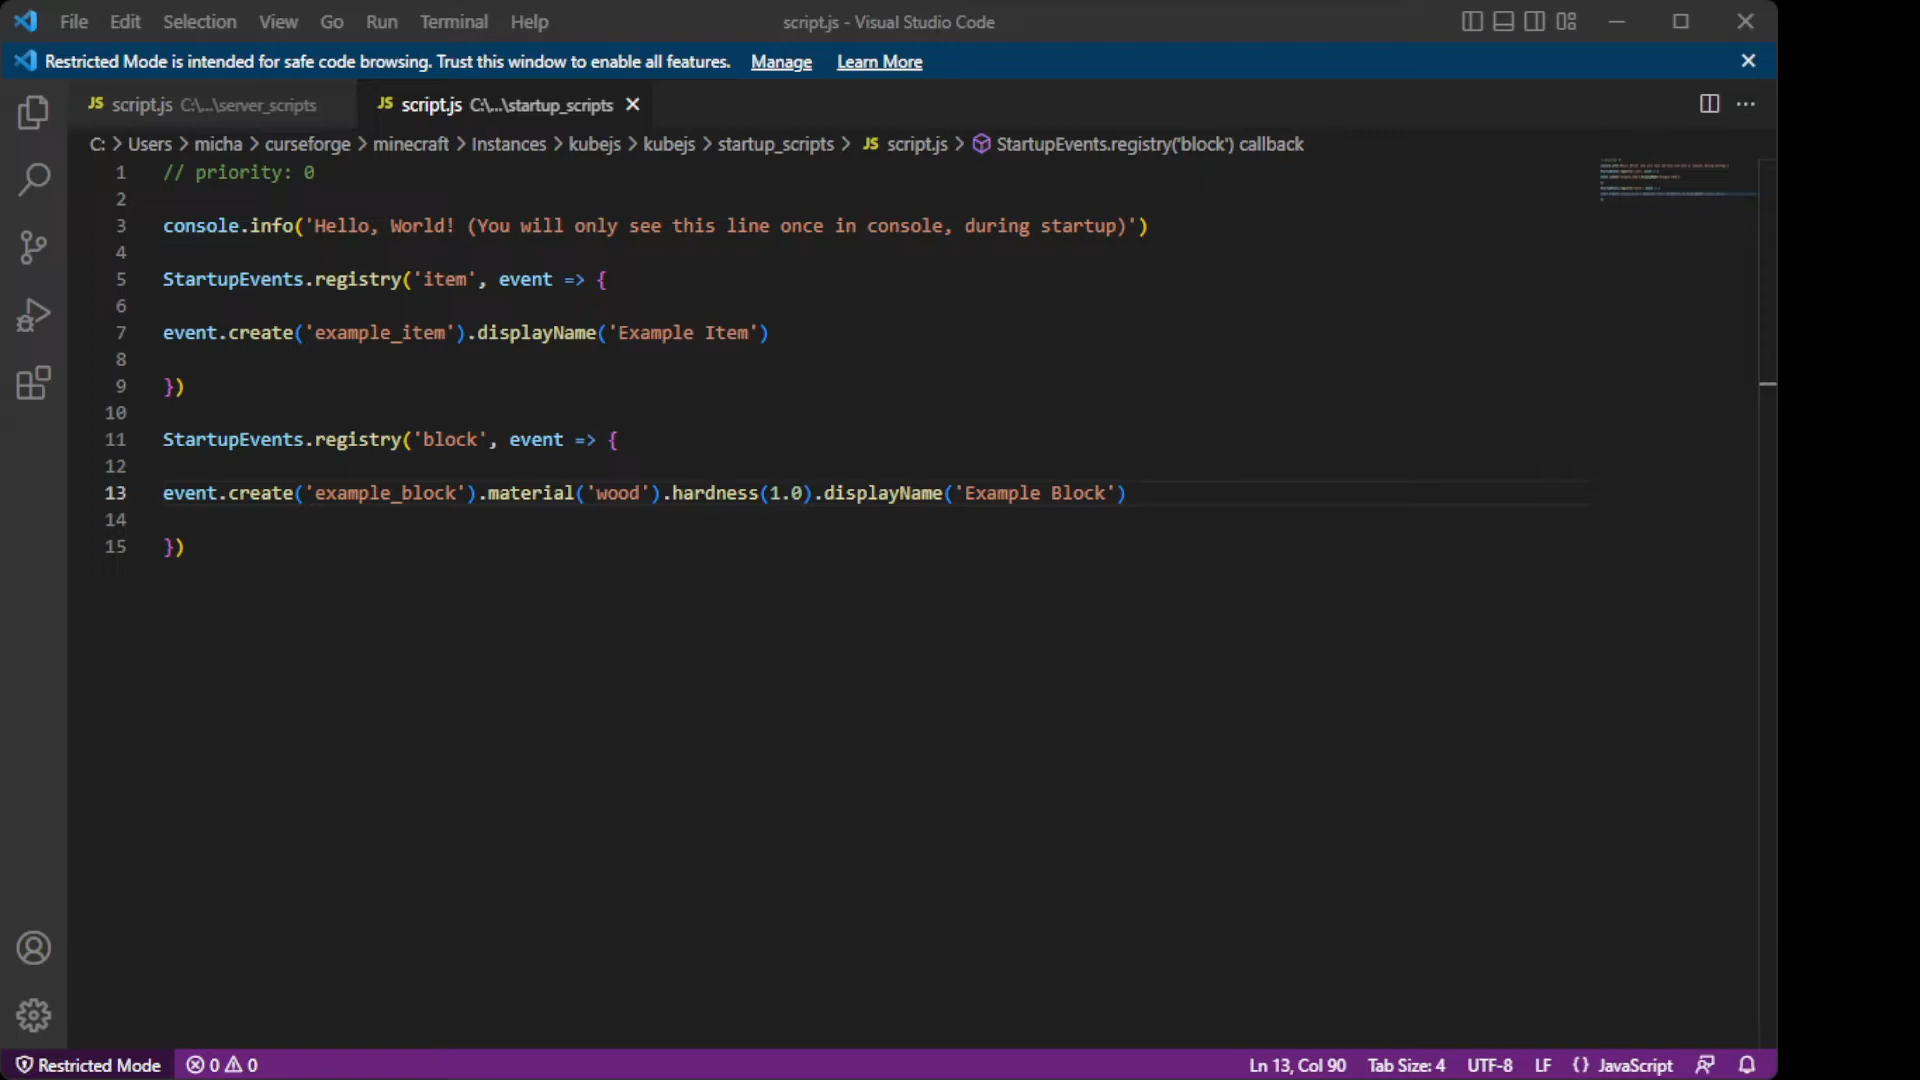 File Edit Selection View Go Run Terminal Help script.js - Visual Studio Code
Restricted Mode is intended for safe code browsing. Trust this window to enable all features. Manage Learn More
JS script.js C:\...\server_scripts JS script.js C:\...\startup_scripts
C: > Users > micha > curseforge > minecraft > Instances > kubejs > kubejs > startup_scripts > JS script.js > StartupEvents.registry('block') callback
1 // priority: 0
2
3 console.info('Hello, World! (You will only see this line once in console, during startup)')
4
5 StartupEvents.registry('item', event => {
6
7 event.create('example_item').displayName('Example Item')
8
9 })
10
11 StartupEvents.registry('block', event => {
12
13 event.create('example_block').material('wood').hardness(1.0).displayName('Example Block')
14
15 })
Restricted Mode 0 0 Ln 13, Col 90 Tab Size: 4 UTF-8 LF {} JavaScript